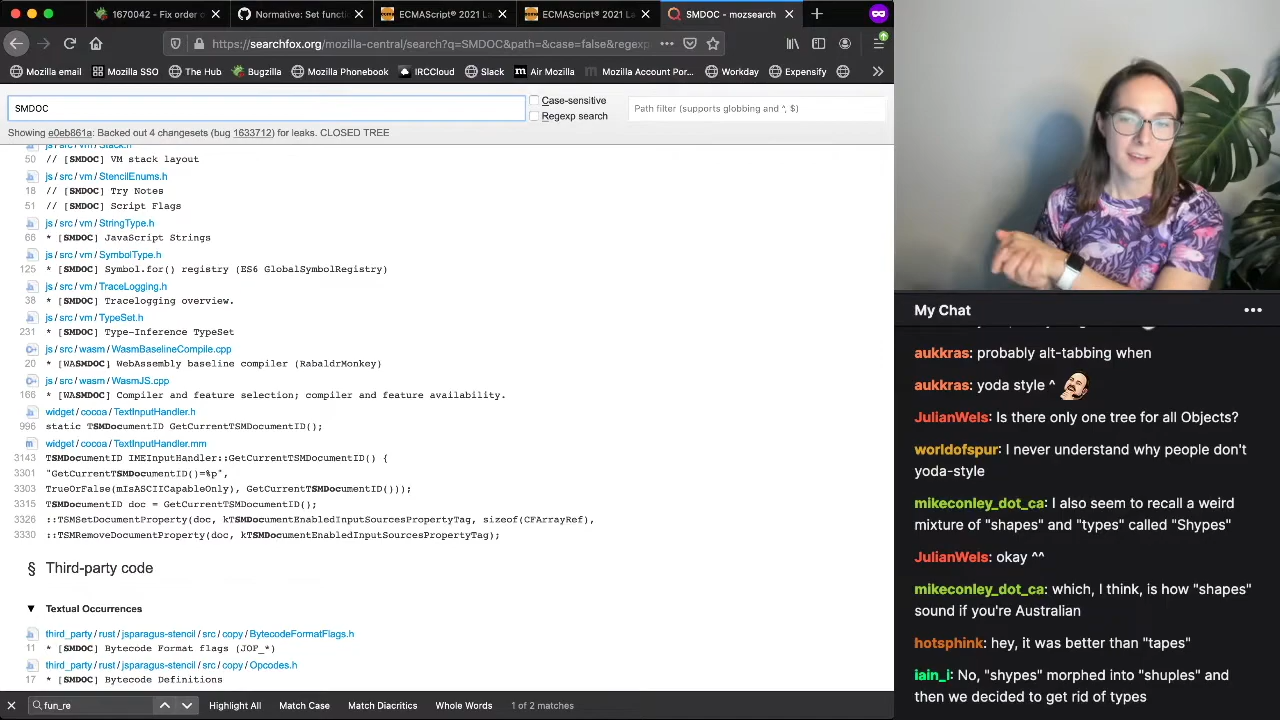 1670042 - Fix order o
Normative: Set functi
ECMAScript® 2021 La
ECMAScript® 2021 La
SMDOC - mozsearch
https://searchfox.org/mozilla-central/search?q=SMDOC&path=&case=false&regexp
Mozilla email
Mozilla SSO
The Hub
Bugzilla
Mozilla Phonebook
IRCCloud
Slack
Air Mozilla
Mozilla Account Por...
Workday
Expensify
SMDOC
Case-sensitive
Regexp search
Path filter (supports globbing and ^, $)
Showing e0eb861a: Backed out 4 changesets (bug 1633712) for leaks. CLOSED TREE
js / src / vm / Stack.h
50 // [SMDOC] VM stack layout
js / src / vm / StencilEnums.h
18 // [SMDOC] Try Notes
51 // [SMDOC] Script Flags
js / src / vm / StringType.h
66 * [SMDOC] JavaScript Strings
js / src / vm / SymbolType.h
125 * [SMDOC] Symbol.for() registry (ES6 GlobalSymbolRegistry)
js / src / vm / TraceLogging.h
38 * [SMDOC] Tracelogging overview.
js / src / vm / TypeSet.h
231 * [SMDOC] Type-Inference TypeSet
js / src / wasm / WasmBaselineCompile.cpp
20 * [WASMDOC] WebAssembly baseline compiler (RabaldrMonkey)
js / src / wasm / WasmJS.cpp
166 * [WASMDOC] Compiler and feature selection; compiler and feature availability.
widget / cocoa / TextInputHandler.h
996 static TSMDocumentID GetCurrentTSMDocumentID();
widget / cocoa / TextInputHandler.mm
3143 TSMDocumentID IMEInputHandler::GetCurrentTSMDocumentID() {
3301 "GetCurrentTSMDocumentID()=%p",
3303 TrueOrFalse(mIsASCIICapableOnly), GetCurrentTSMDocumentID()));
3315 TSMDocumentID doc = GetCurrentTSMDocumentID();
3326 ::TSMSetDocumentProperty(doc, kTSMDocumentEnabledInputSourcesPropertyTag, sizeof(CFArrayRef),
3330 ::TSMRemoveDocumentProperty(doc, kTSMDocumentEnabledInputSourcesPropertyTag);
§ Third-party code
▼ Textual Occurrences
third_party / rust / jsparagus-stencil / src / copy / BytecodeFormatFlags.h
11 * [SMDOC] Bytecode Format flags (JOF_*)
third_party / rust / jsparagus-stencil / src / copy / Opcodes.h
17 * [SMDOC] Bytecode Definitions
fun_re
Highlight All
Match Case
Match Diacritics
Whole Words
1 of 2 matches
My Chat
aukkras: probably alt-tabbing when
aukkras: yoda style ^
JulianWels: Is there only one tree for all Objects?
worldofspur: I never understand why people don't
yoda-style
mikeconley_dot_ca: I also seem to recall a weird
mixture of "shapes" and "types" called "Shypes"
JulianWels: okay ^^
mikeconley_dot_ca: which, I think, is how "shapes"
sound if you're Australian
hotsphink: hey, it was better than "tapes"
iain_i: No, "shypes" morphed into "shuples" and
then we decided to get rid of types